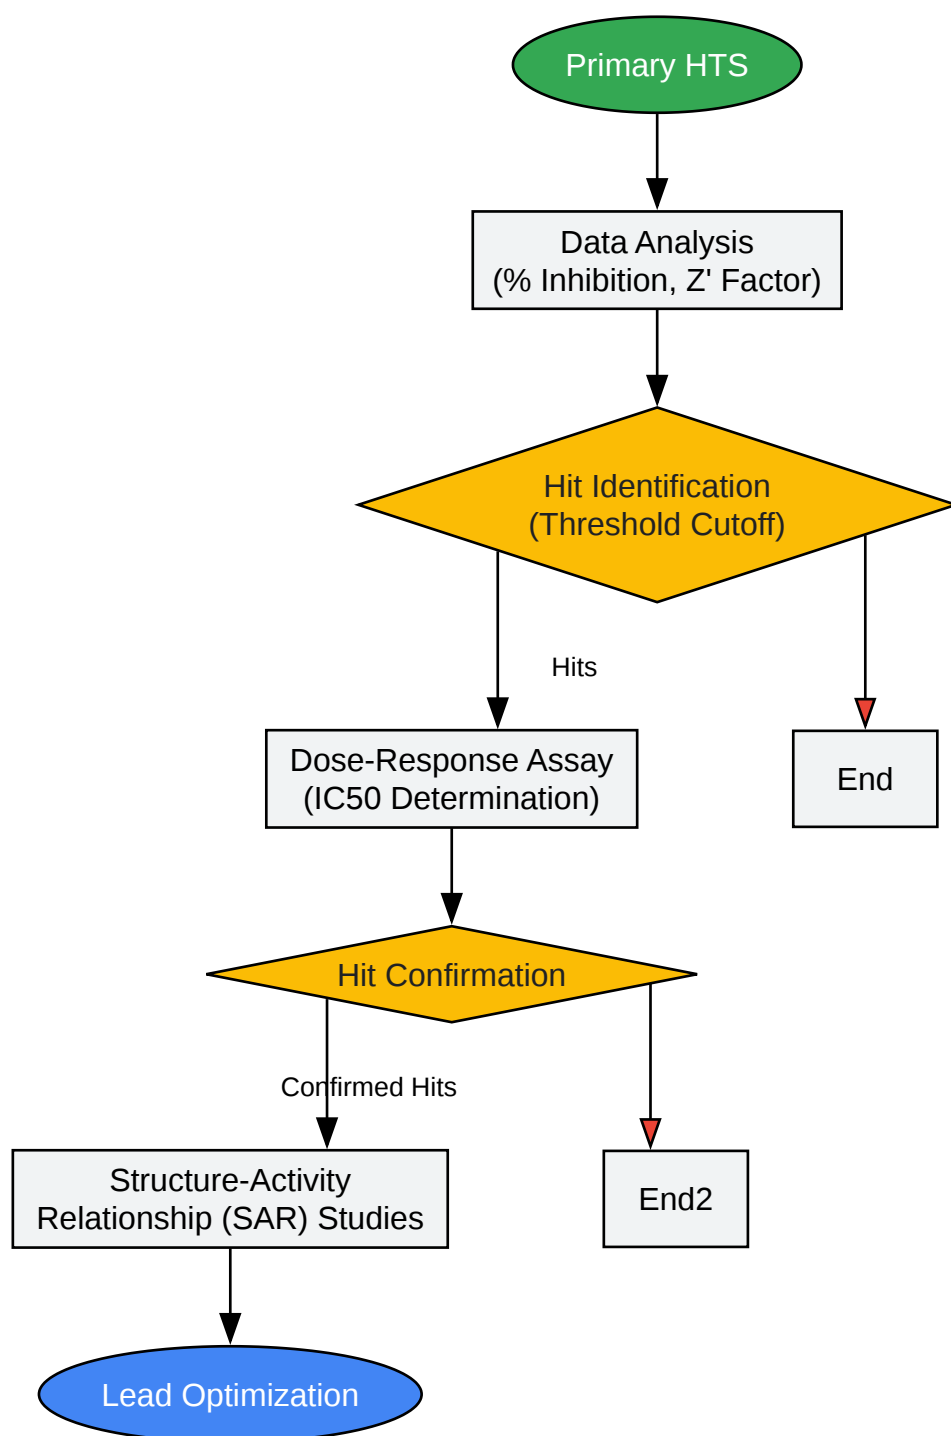 Primary HTS
Data Analysis
(% Inhibition, Z' Factor)
Hit Identification
(Threshold Cutoff)
Hits
Dose-Response Assay
(IC50 Determination)
End
Hit Confirmation
Confirmed Hits
Structure-Activity
Relationship (SAR) Studies
End2
Lead Optimization